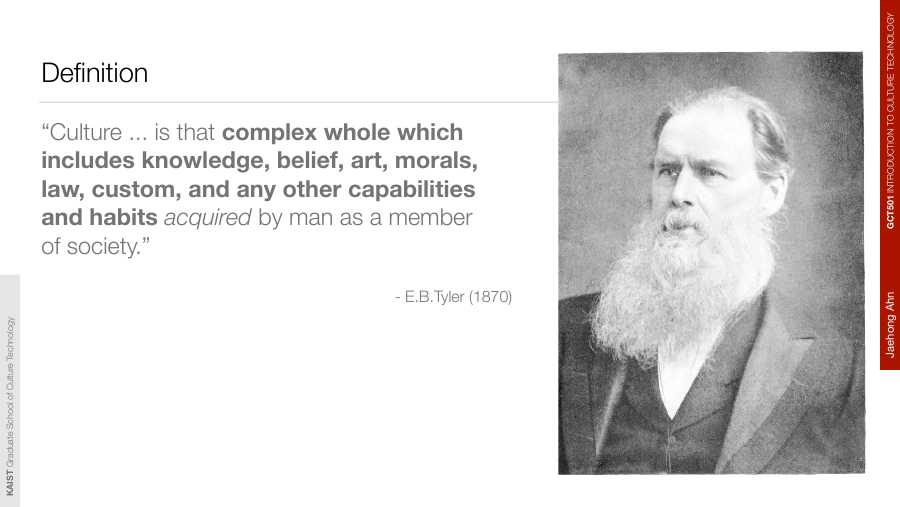 Definition
“Culture ... is that complex whole which
includes knowledge, belief, art, morals,
law, custom, and any other capabilities
and habits acquired by man as a member
of society.”
- E.B.Tyler (1870)
KAIST Graduate School of Culture Technology
GCT501 INTRODUCTION TO CULTURE TECHNOLOGY
Jaehong Ahn